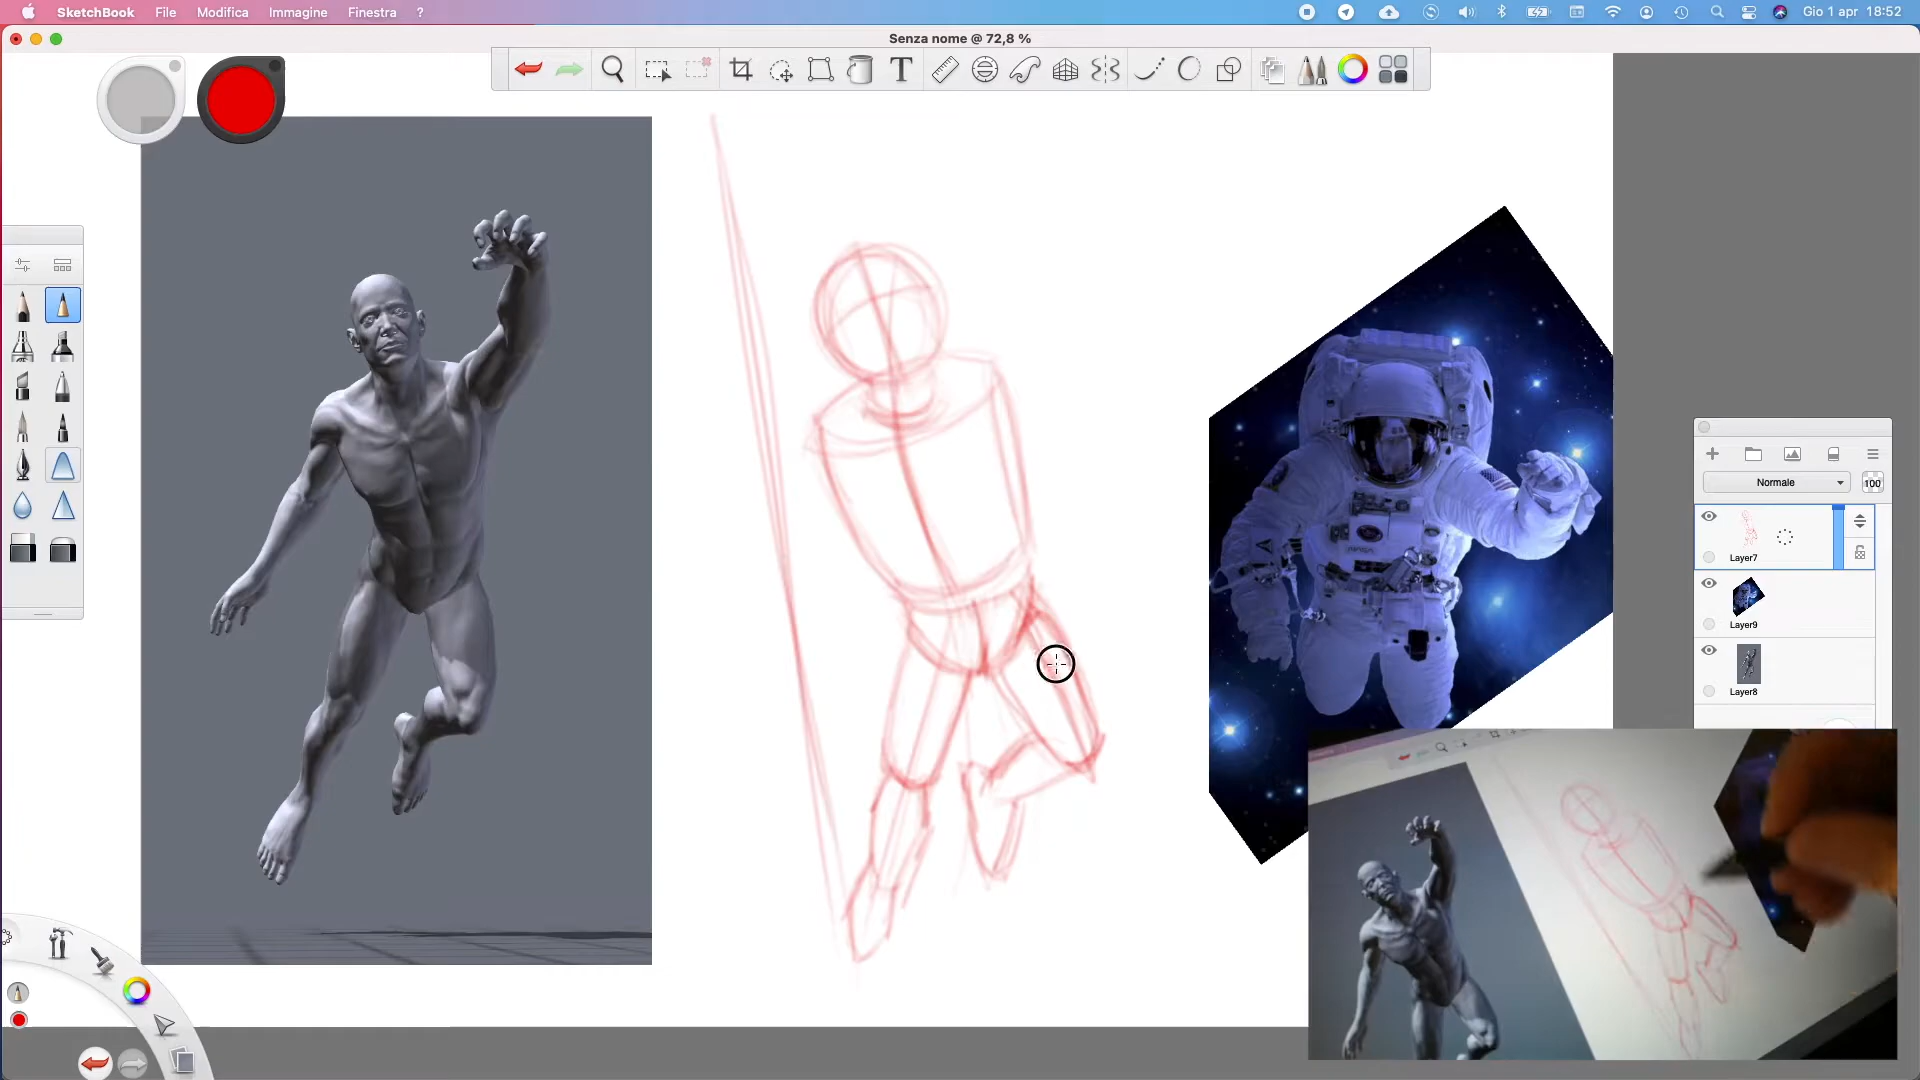 SketchBook File Modifica Immagine Finestra ? Gio 1 apr 18:52
Senza nome @ 72,8 %
T
Normale 100
Layer7
Layer9
Layer8